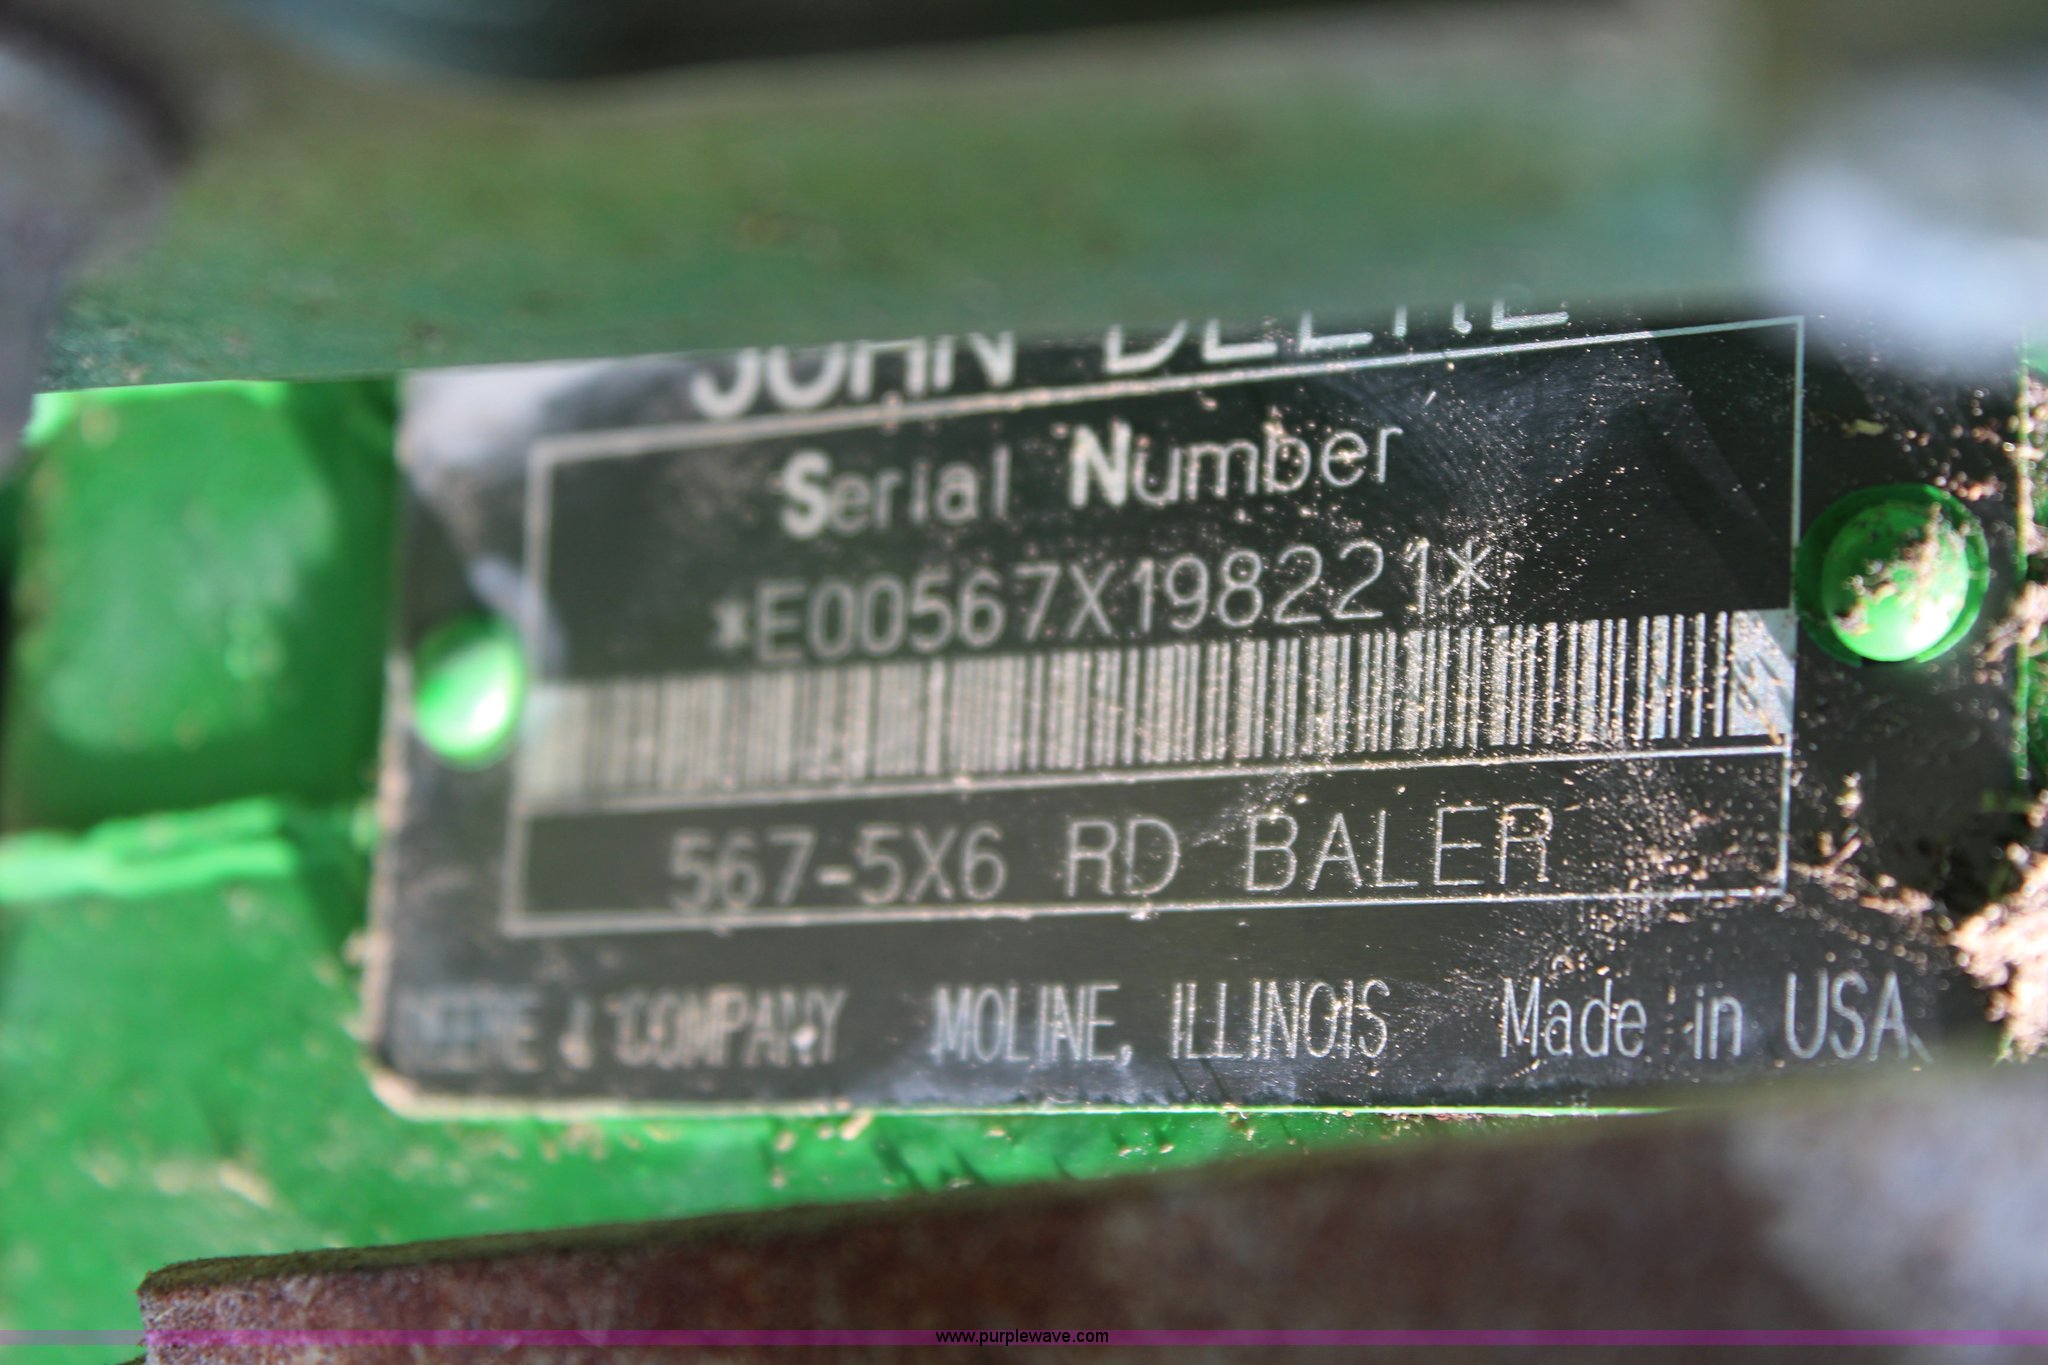 JOHN DEERE
Serial Number
*E00567X198221*
567-5X6 RD BALER
DEERE & COMPANY MOLINE, ILLINOIS Made in USA
www.purplewave.com